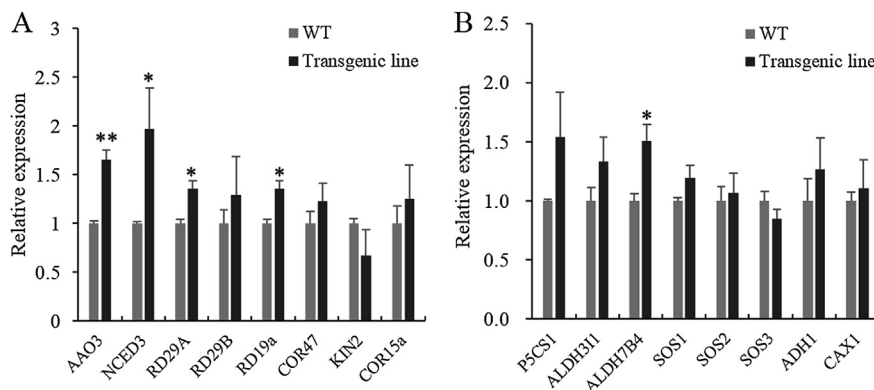 A
WT
Transgenic line
Relative expression
3
2.5
2
1.5
1
0.5
0
**
*
*
*
AAO3
NCED3
RD29A
RD29B
RD19a
COR47
KIN2
COR15a
B
WT
Transgenic line
Relative expression
2.5
2.0
1.5
1.0
0.5
0.0
*
P5CS1
ALDH3I1
ALDH7B4
SOS1
SOS2
SOS3
ADH1
CAX1